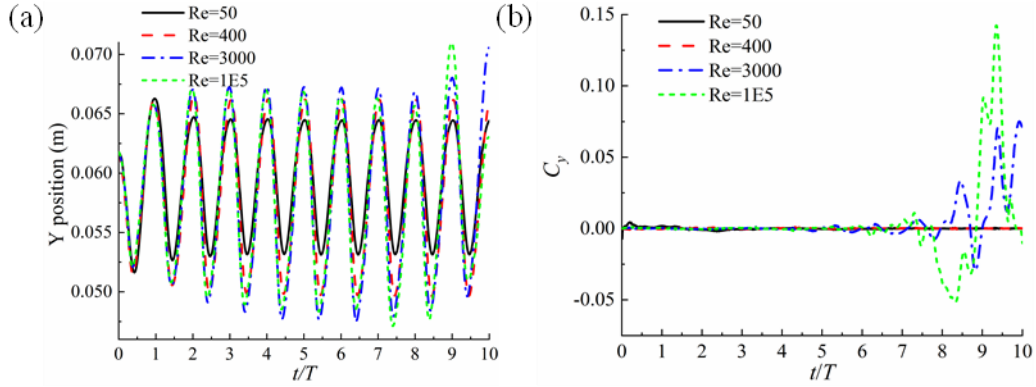 (a)
Re=50
Re=400
Re=3000
Re=1E5
0.070
0.065
0.060
0.055
0.050
Y position (m)
0 1 2 3 4 5 6 7 8 9 10
t/T
(b)
Re=50
Re=400
Re=3000
Re=1E5
0.15
0.10
0.05
0.00
-0.05
Cy
0 1 2 3 4 5 6 7 8 9 10
t/T